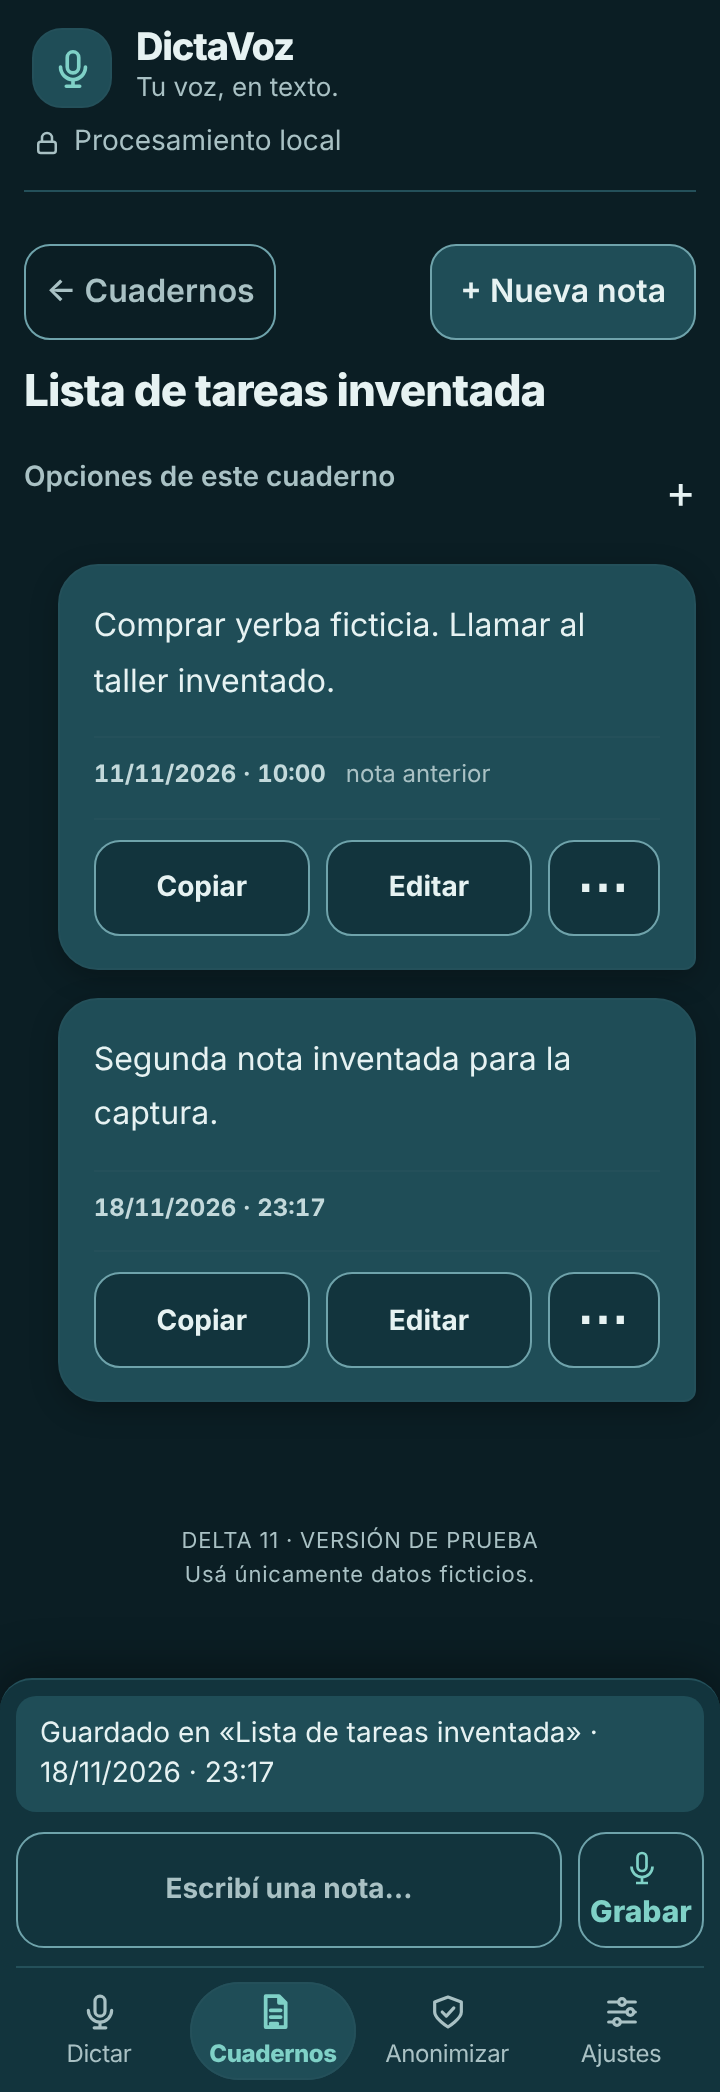 DictaVoz
Tu voz, en texto.
Procesamiento local
← Cuadernos
+ Nueva nota
Lista de tareas inventada
Opciones de este cuaderno
+
Comprar yerba ficticia. Llamar al
taller inventado.
11/11/2026 · 10:00 nota anterior
Copiar
Editar
...
Segunda nota inventada para la
captura.
18/11/2026 · 23:17
Copiar
Editar
...
DELTA 11 · VERSIÓN DE PRUEBA
Usá únicamente datos ficticios.
Guardado en «Lista de tareas inventada» ·
18/11/2026 · 23:17
Escribí una nota...
Grabar
Dictar
Cuadernos
Anonimizar
Ajustes